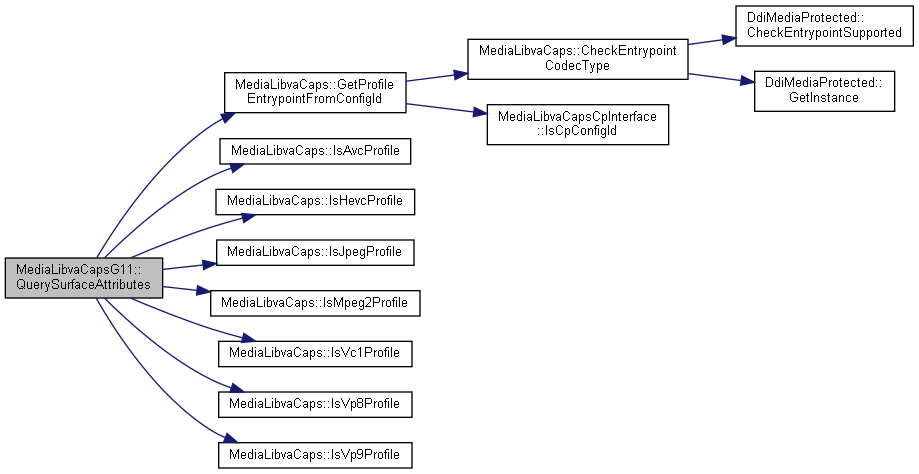 DdiMediaProtected::
CheckEntrypointSupported
MediaLibvaCaps::CheckEntrypoint
CodecType
DdiMediaProtected::
GetInstance
MediaLibvaCaps::GetProfile
EntrypointFromConfigId
MediaLibvaCapsCpInterface
::IsCpConfigId
MediaLibvaCaps::IsAvcProfile
MediaLibvaCaps::IsHevcProfile
MediaLibvaCaps::IsJpegProfile
MediaLibvaCapsG11::
QuerySurfaceAttributes
MediaLibvaCaps::IsMpeg2Profile
MediaLibvaCaps::IsVc1Profile
MediaLibvaCaps::IsVp8Profile
MediaLibvaCaps::IsVp9Profile